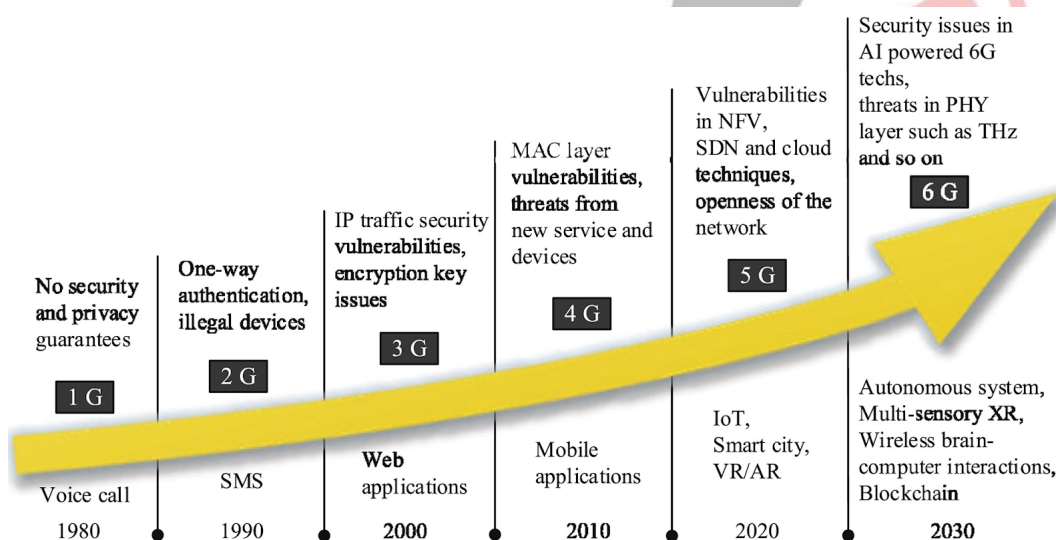 No security
and privacy
guarantees
1 G
Voice call
1980
One-way
authentication,
illegal devices
2 G
SMS
1990
IP traffic security
vulnerabilities,
encryption key
issues
3 G
Web
applications
2000
MAC layer
vulnerabilities,
threats from
new service and
devices
4 G
Mobile
applications
2010
Vulnerabilities
in NFV,
SDN and cloud
techniques,
openness of the
network
5 G
IoT,
Smart city,
VR/AR
2020
Security issues in
AI powered 6G
techs,
threats in PHY
layer such as THz
and so on
6 G
Autonomous system,
Multi-sensory XR,
Wireless brain-
computer interactions,
Blockchain
2030